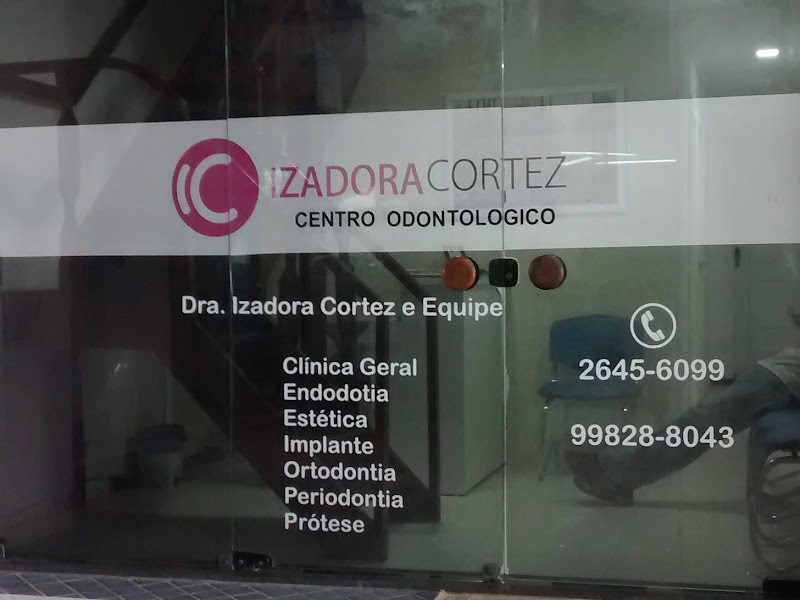 IZADORA CORTEZ
CENTRO ODONTOLOGICO
Dra. Izadora Cortez e Equipe
Clínica Geral
Endodotia
Estética
Implante
Ortodontia
Periodontia
Prótese
2645-6099
99828-8043